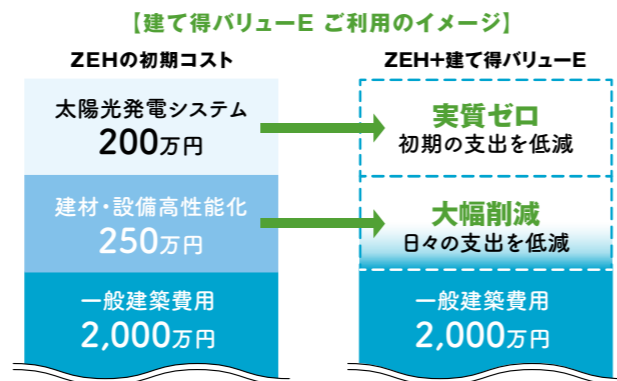 【建て得バリューE ご利用のイメージ】
ZEHの初期コスト
太陽光発電システム
200万円
建材・設備高性能化
250万円
一般建築費用
2,000万円
ZEH+建て得バリューE
実質ゼロ
初期の支出を低減
大幅削減
日々の支出を低減
一般建築費用
2,000万円